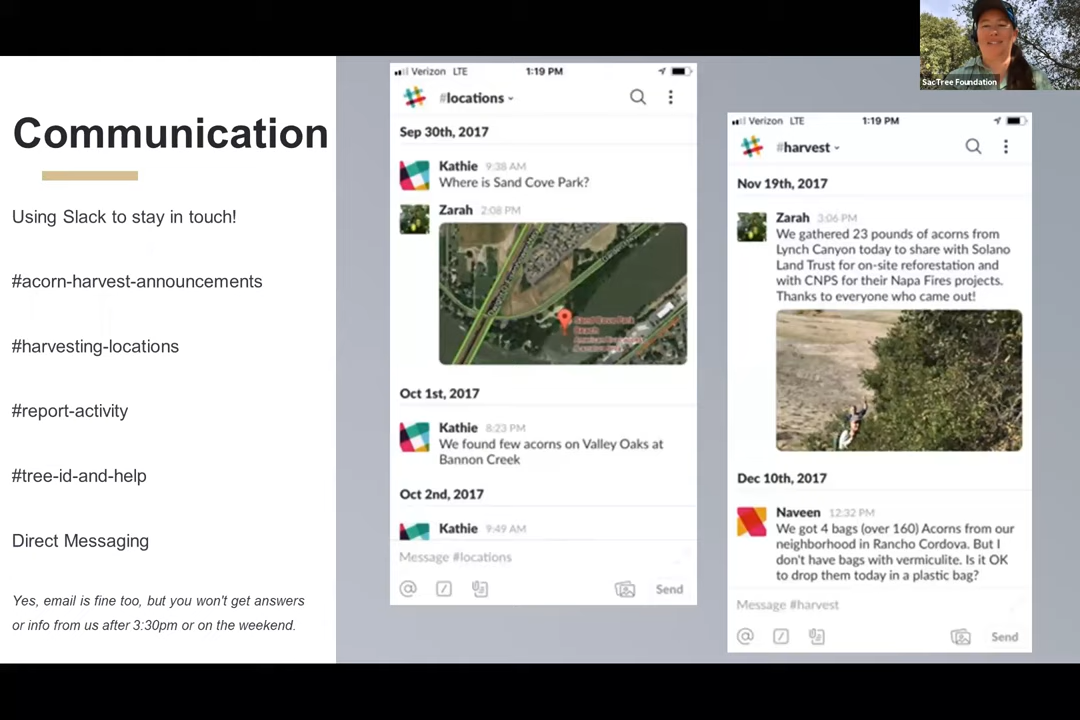 SacTree Foundation
Communication
Using Slack to stay in touch!
#acorn-harvest-announcements
#harvesting-locations
#report-activity
#tree-id-and-help
Direct Messaging
Yes, email is fine too, but you won't get answers
or info from us after 3:30pm or on the weekend.
Verizon LTE 1:19 PM
#locations
Sep 30th, 2017
Kathie 9:38 AM
Where is Sand Cove Park?
Zarah 2:08 PM
Sand Cove Park
Beach
Oct 1st, 2017
Kathie 8:23 PM
We found few acorns on Valley Oaks at
Bannon Creek
Oct 2nd, 2017
Kathie 9:49 AM
Message #locations
@
Send
Verizon LTE 1:19 PM
#harvest
Nov 19th, 2017
Zarah 3:06 PM
We gathered 23 pounds of acorns from
Lynch Canyon today to share with Solano
Land Trust for on-site reforestation and
with CNPS for their Napa Fires projects.
Thanks to everyone who came out!
Dec 10th, 2017
Naveen 12:32 PM
We got 4 bags (over 160) Acorns from our
neighborhood in Rancho Cordova. But I
don't have bags with vermiculite. Is it OK
to drop them today in a plastic bag?
Message #harvest
@
Send